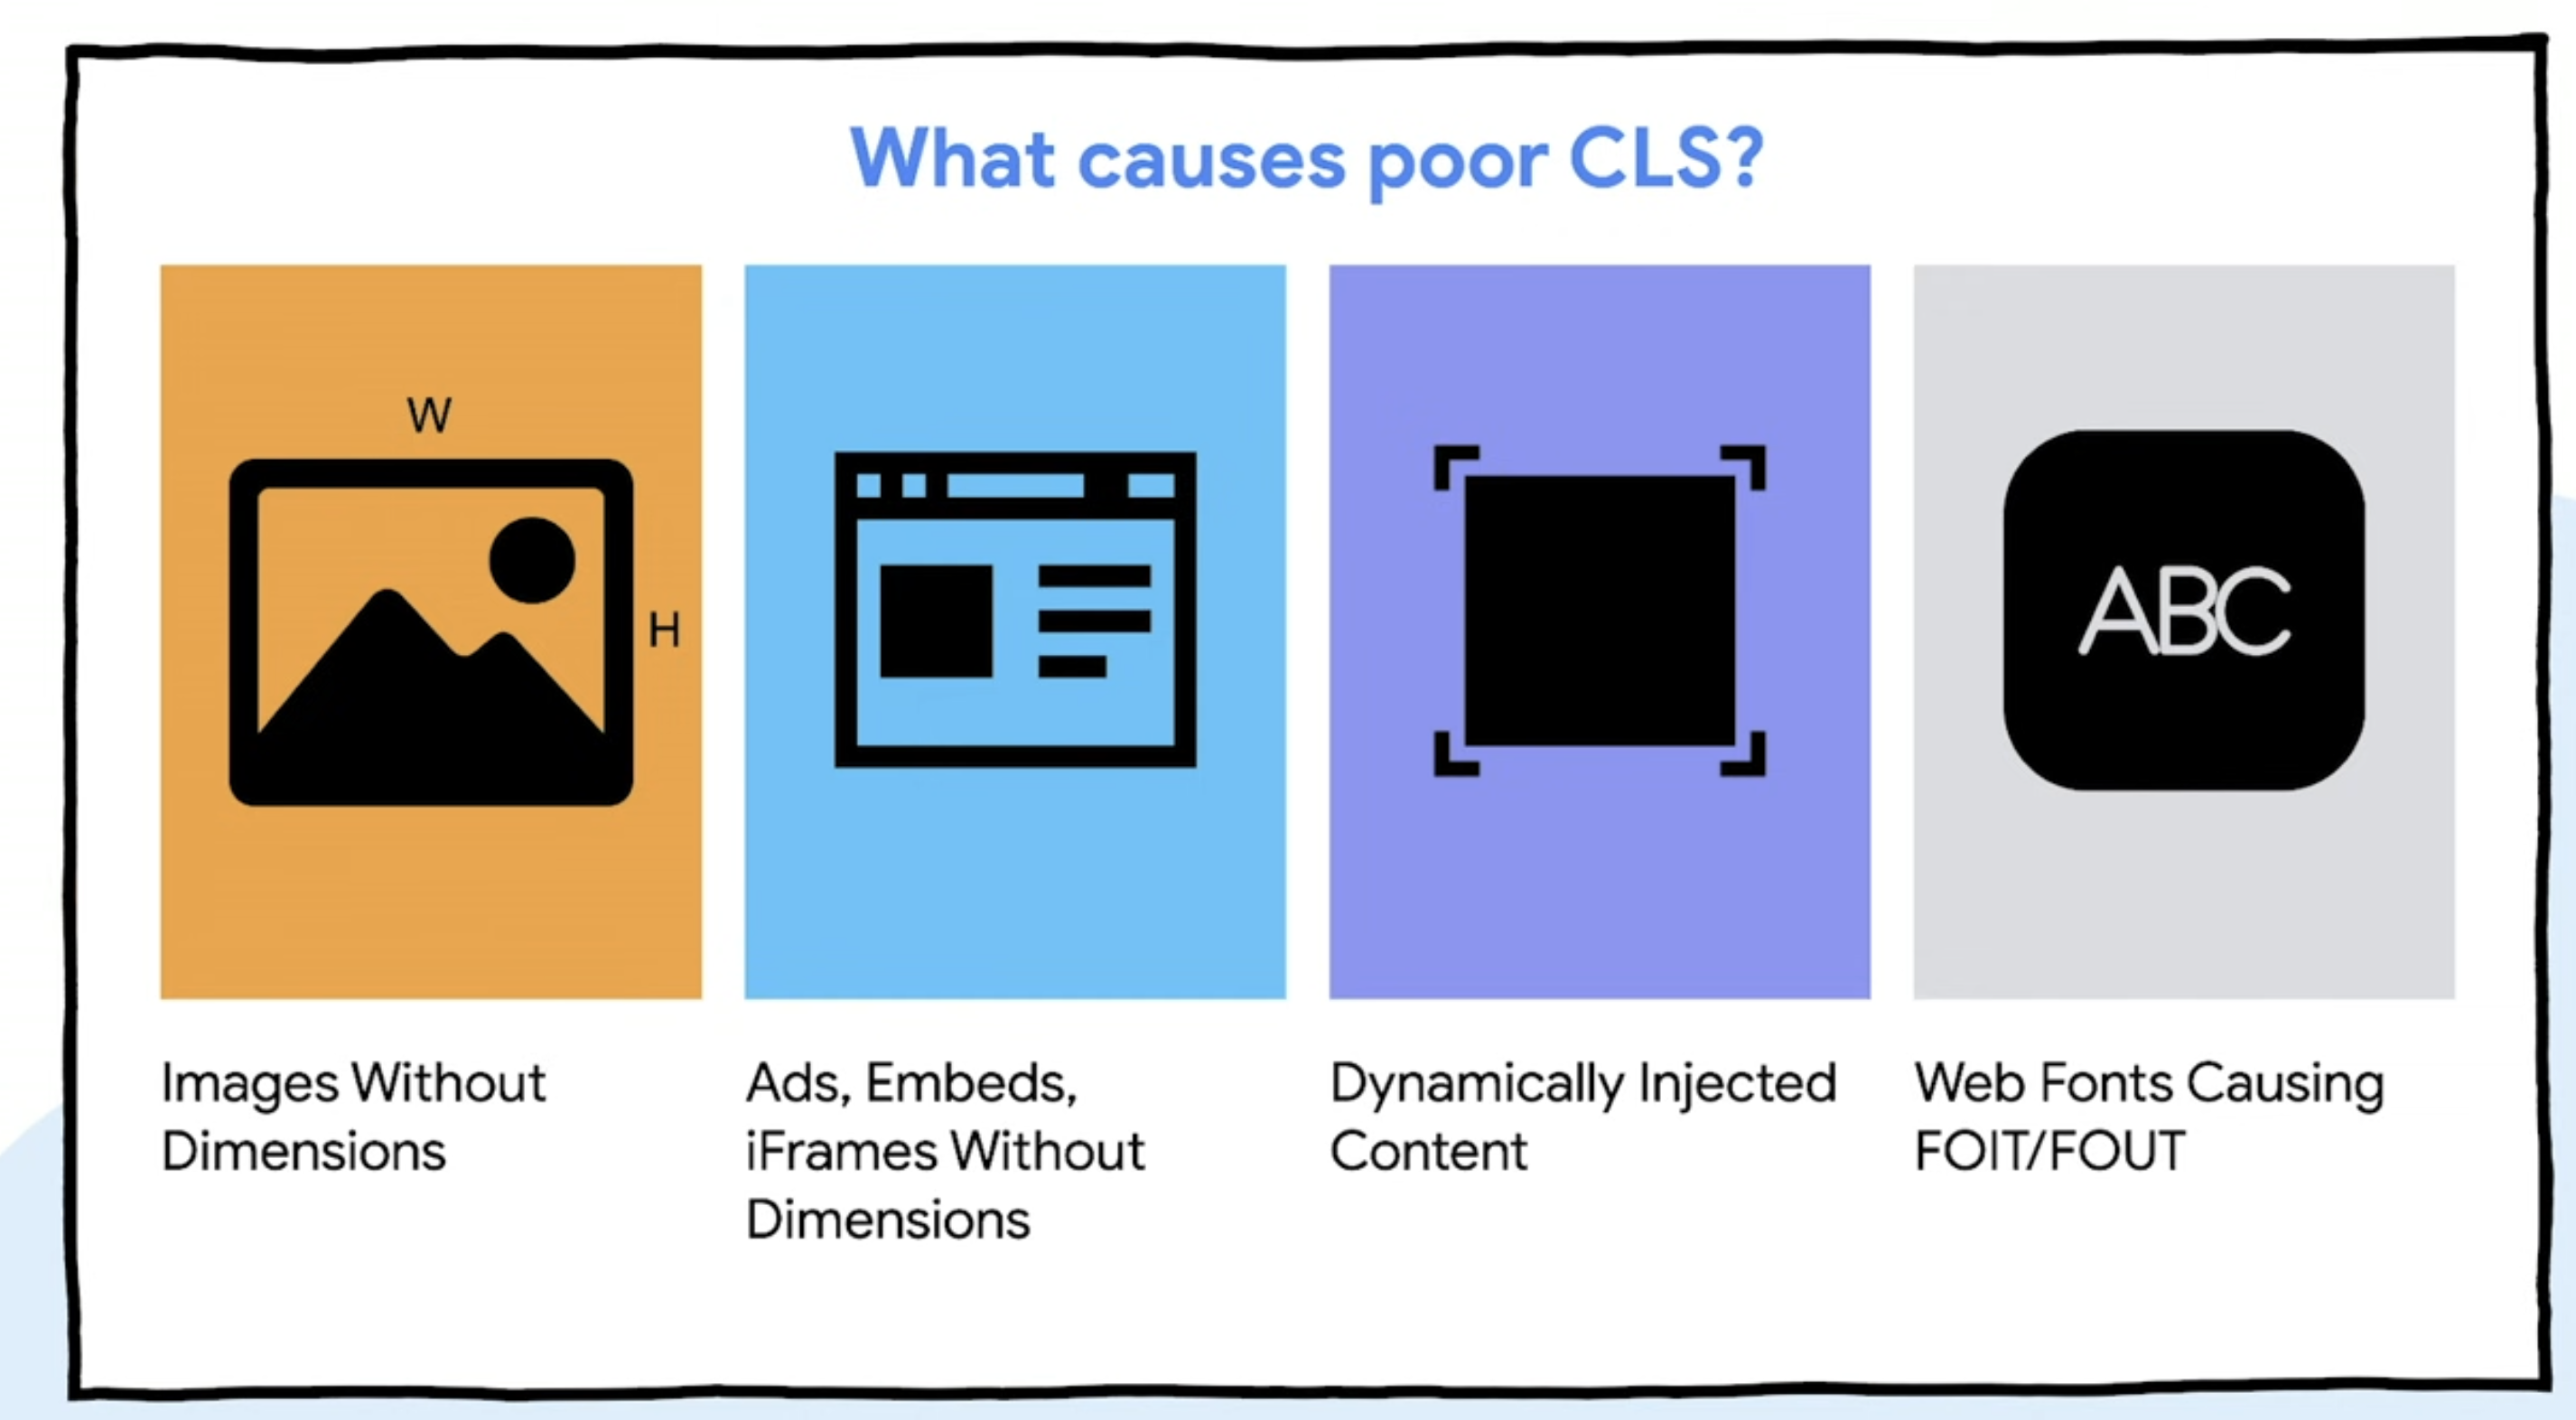 What causes poor CLS?
W
H
ABC
Images Without
Dimensions
Ads, Embeds,
iFrames Without
Dimensions
Dynamically Injected
Content
Web Fonts Causing
FOIT/FOUT